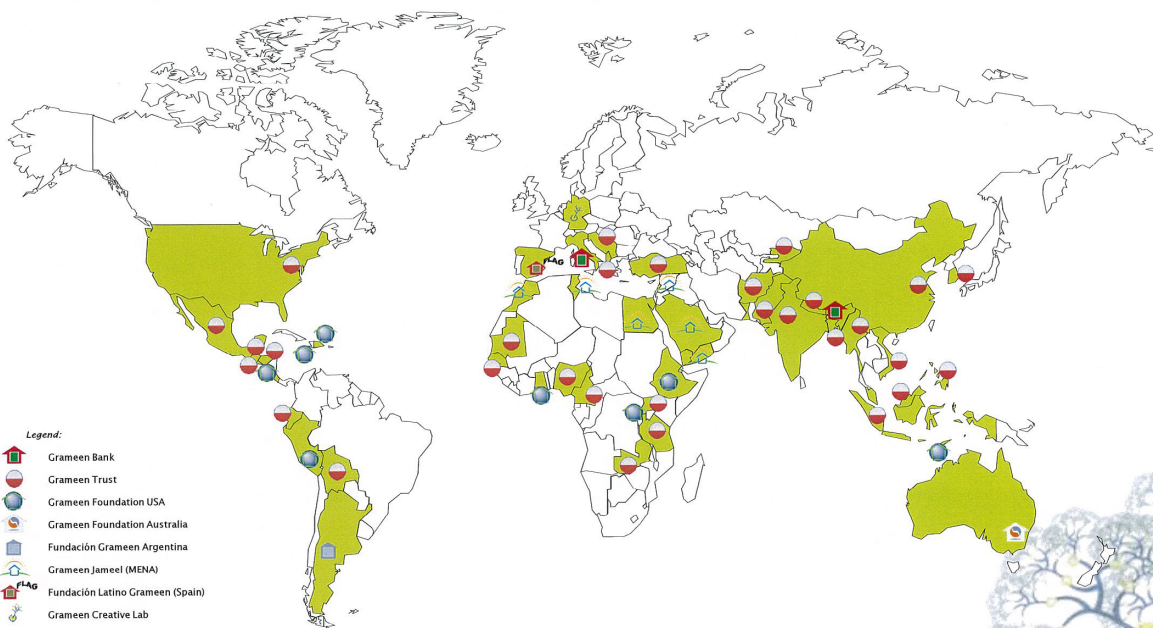 FLAG
Legend:
Grameen Bank
Grameen Trust
Grameen Foundation USA
Grameen Foundation Australia
Fundación Grameen Argentina
Grameen Jameel (MENA)
FLAG
Fundación Latino Grameen (Spain)
Grameen Creative Lab